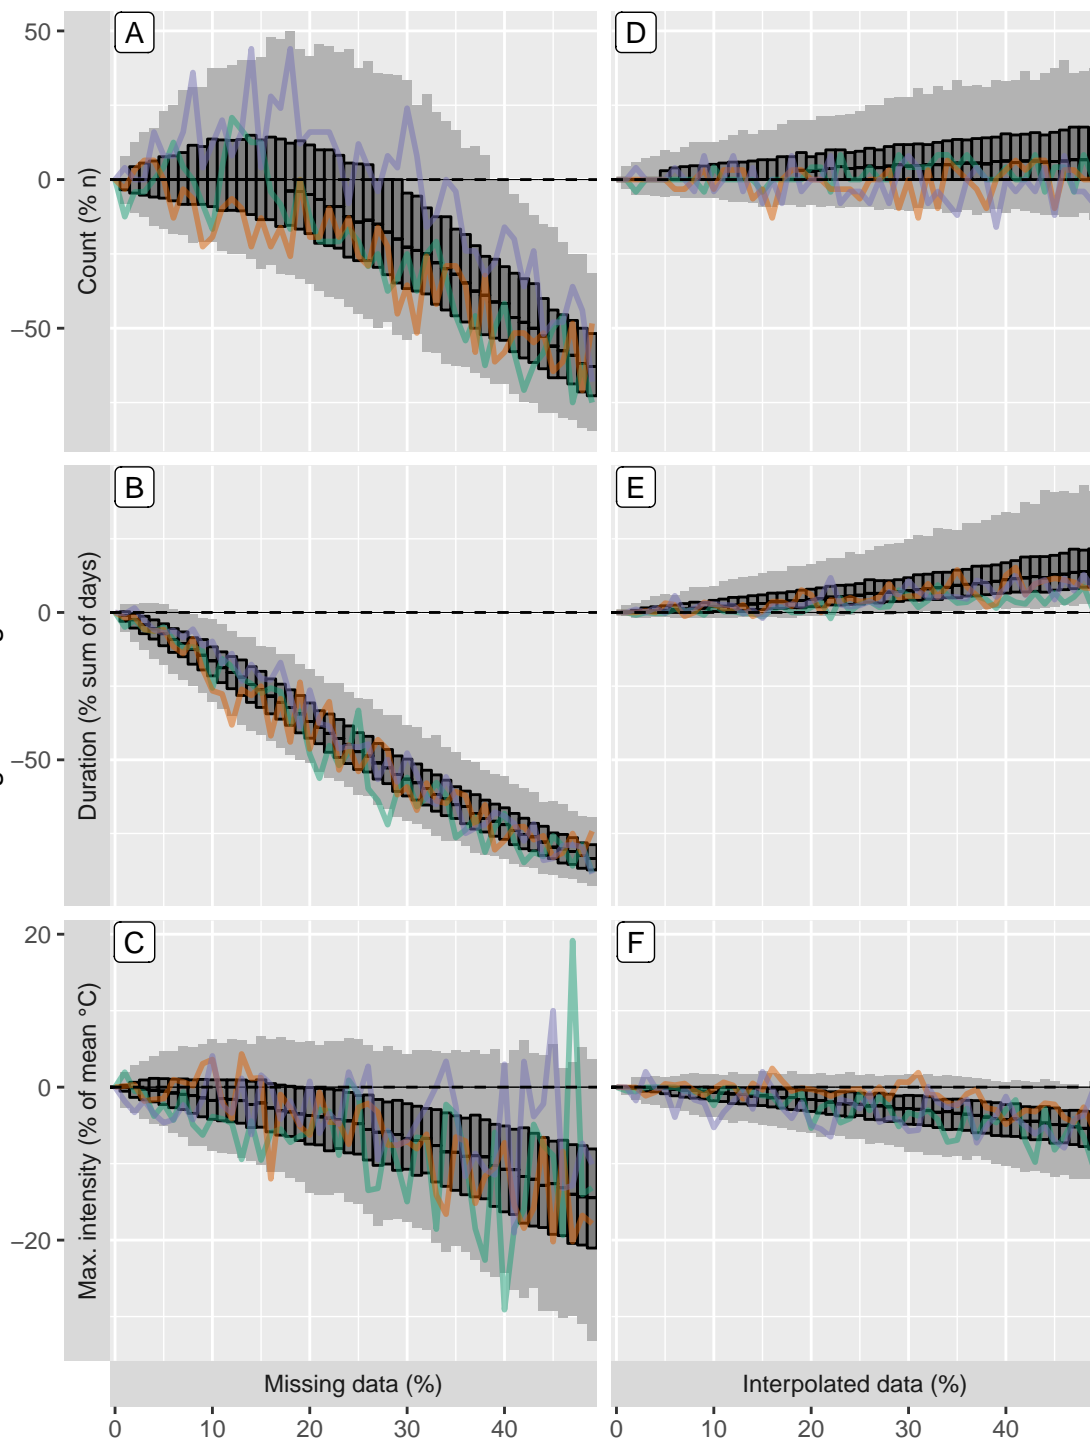 A
D
50
0
−50
Count (% n)
B
E
0
−50
Duration (% sum of days)
C
F
20
0
−20
Max. intensity (% of mean °C)
Missing data (%)
Interpolated data (%)
0 10 20 30 40
0 10 20 30 40